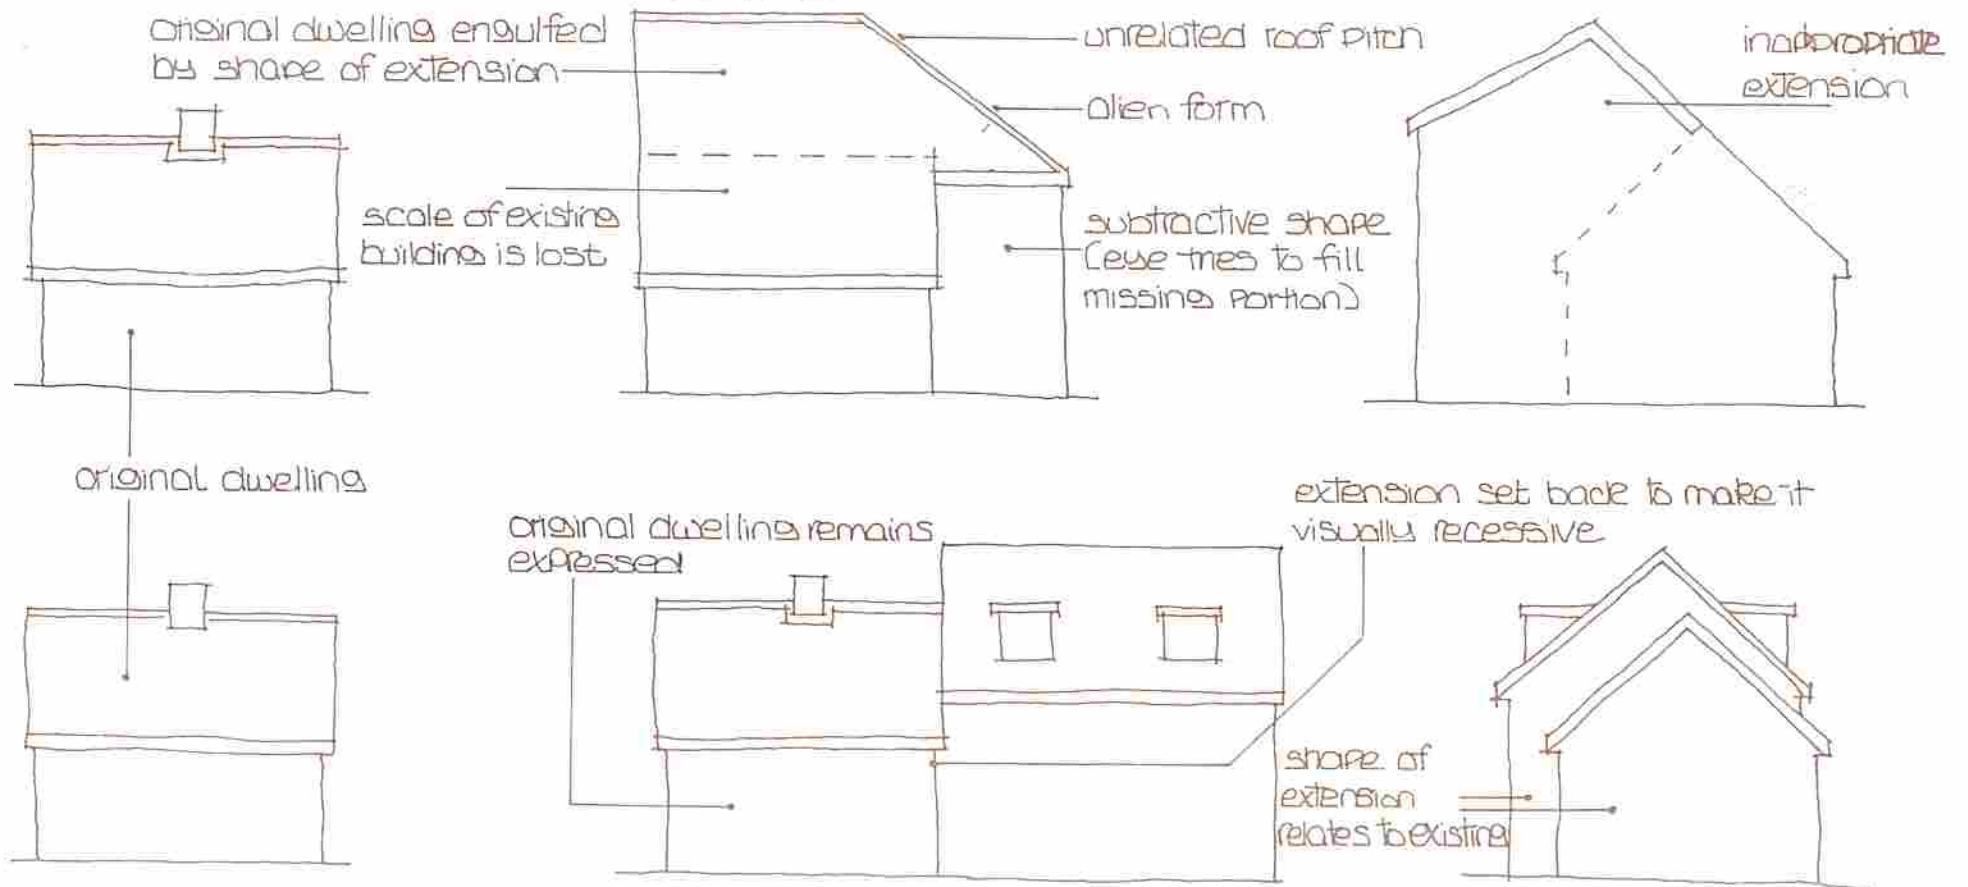 original dwelling engulfed
by shape of extension
unrelated roof pitch
alien form
inappropriate
extension
scale of existing
building is lost
subtractive shape
(eye tries to fill
missing portion)
original dwelling
original dwelling remains
expressed
extension set back to make it
visually recessive
shape of
extension
relates to existing